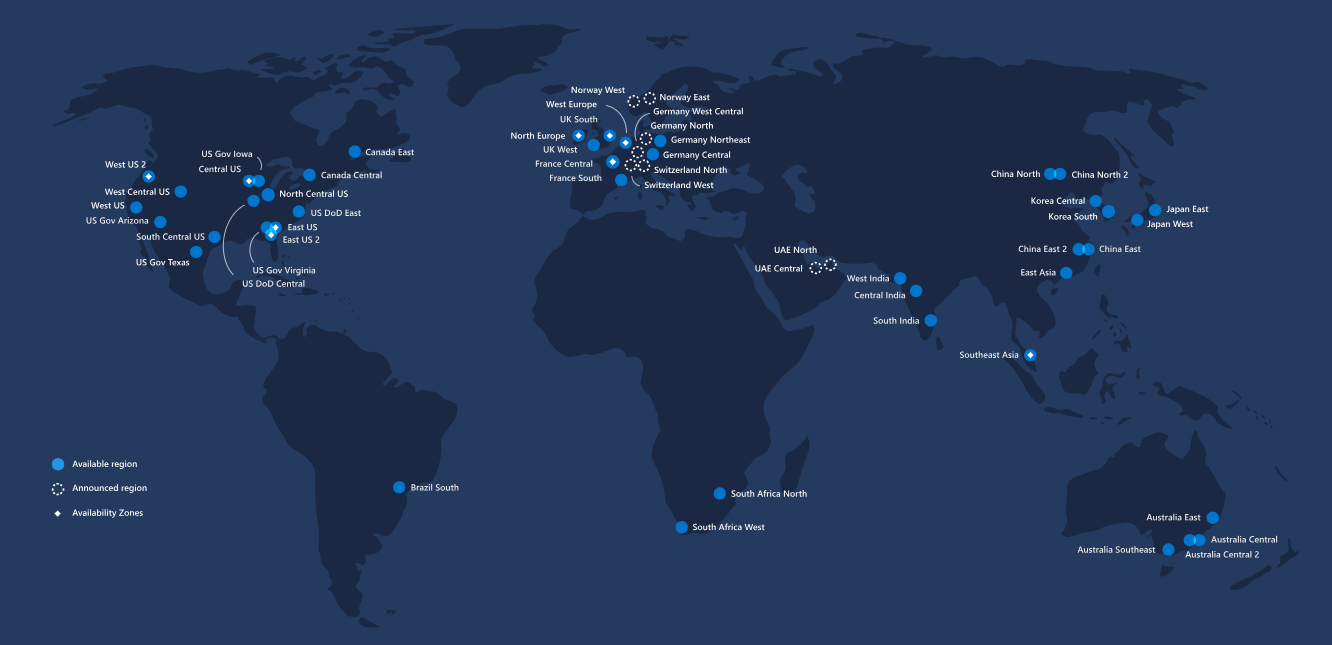 US Gov Iowa
Central US
West US 2
West Central US
West US
US Gov Arizona
South Central US
US Gov Texas
Canada East
Canada Central
North Central US
US DoD East
East US
East US 2
US Gov Virginia
US DoD Central
Norway West
Norway East
West Europe
Germany West Central
UK South
Germany North
North Europe
Germany Northeast
UK West
Germany Central
France Central
Switzerland North
France South
Switzerland West
UAE North
UAE Central
West India
Central India
South India
Southeast Asia
China North
China North 2
Korea Central
Korea South
Japan East
Japan West
China East 2
China East
East Asia
Available region
Announced region
Availability Zones
Brazil South
South Africa North
South Africa West
Australia East
Australia Central
Australia Southeast
Australia Central 2